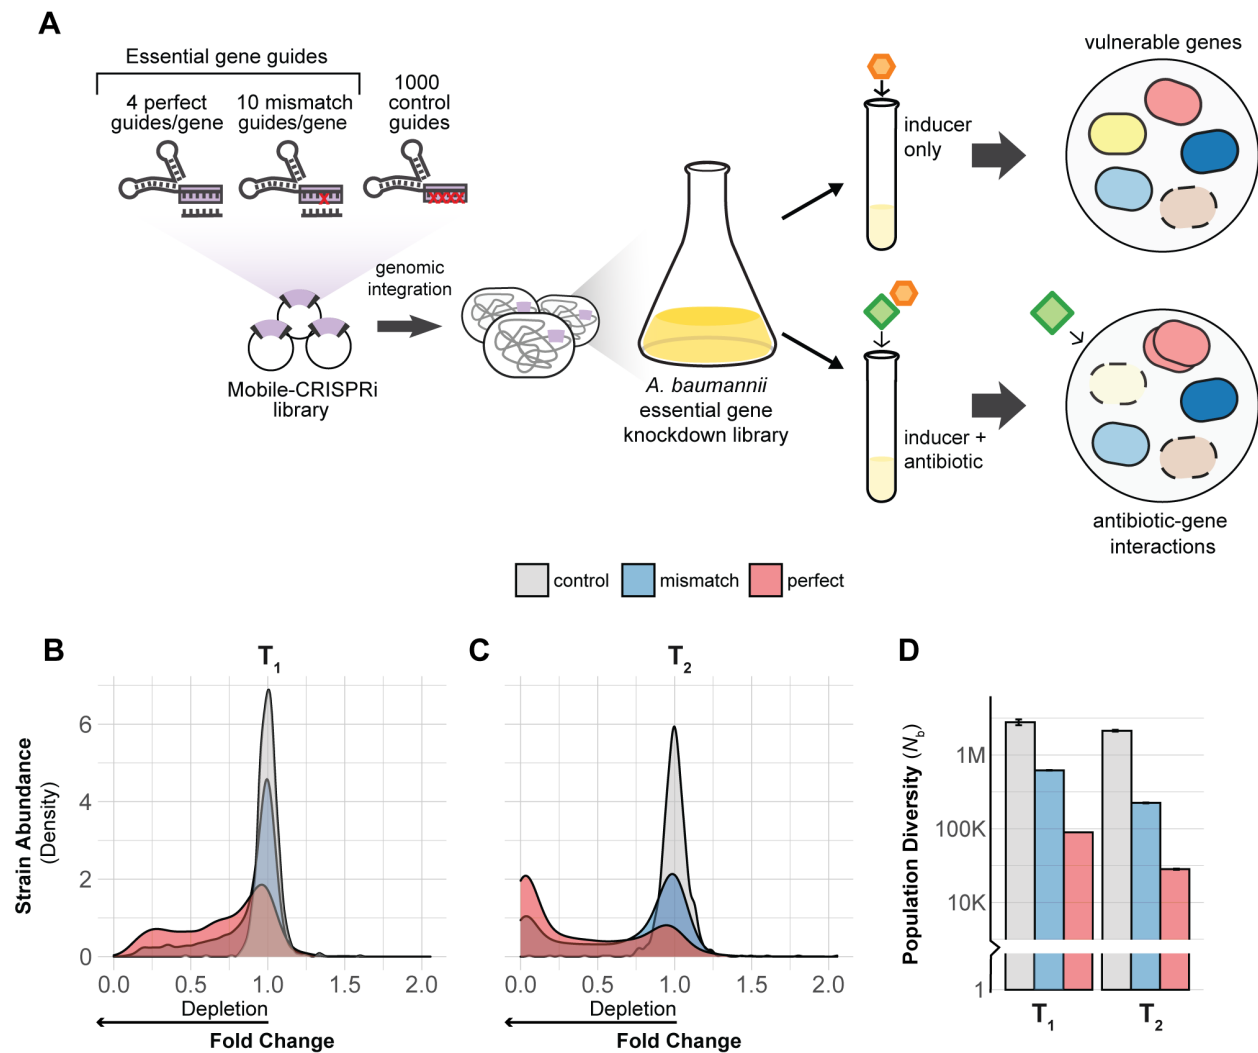 A
Essential gene guides
4 perfect
guides/gene
10 mismatch
guides/gene
1000
control
guides
genomic
integration
Mobile-CRISPRi
library
A. baumannii
essential gene
knockdown library
inducer
only
vulnerable genes
inducer +
antibiotic
antibiotic-gene
interactions
control
mismatch
perfect
B
T1
Strain Abundance
(Density)
6
4
2
0
0.0
0.5
1.0
1.5
2.0
Depletion
Fold Change
C
T2
0.0
0.5
1.0
1.5
2.0
Depletion
Fold Change
D
Population Diversity (Nb)
1M
100K
10K
1
T1
T2